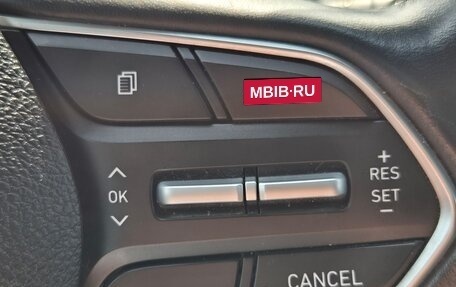 MBIB·RU
OK
+
RES
SET
−
CANCEL